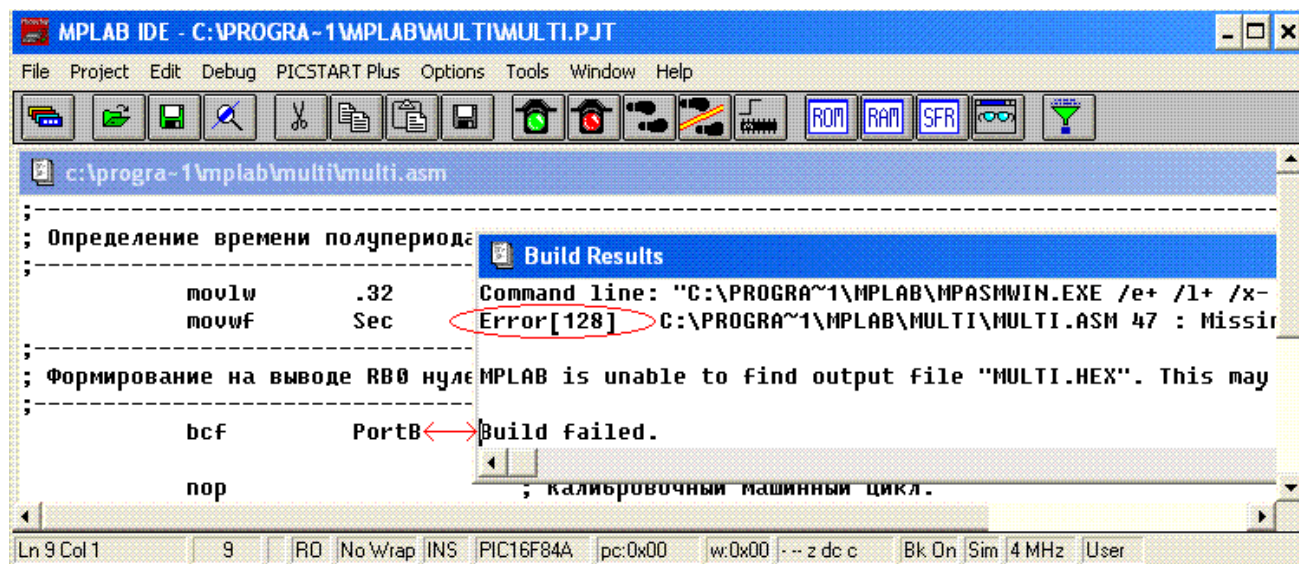 MPLAB IDE - C:\PROGRA~1\MPLAB\MULTI\MULTI.PJT
File Project Edit Debug PICSTART Plus Options Tools Window Help
ROM RAM SFR
c:\progra~1\mplab\multi\multi.asm
;
; Определение времени полупериода
;
movlw .32
movwf Sec
;
; Формирование на выводе RB0
;
bcf PortB
nop ; Калибровочный машинный цикл.
Build Results
Command line: "C:\PROGRA~1\MPLAB\MPASMWIN.EXE /e+ /l+ /x-
Error[128] C:\PROGRA~1\MPLAB\MULTI\MULTI.ASM 47 :
MPLAB is unable to find output file "MULTI.HEX". This may
Build failed.
Ln 9 Col 1 9 RO No Wrap INS PIC16F84A pc:0x00 w:0x00 - -- z dc c Bk On Sim 4 MHz User